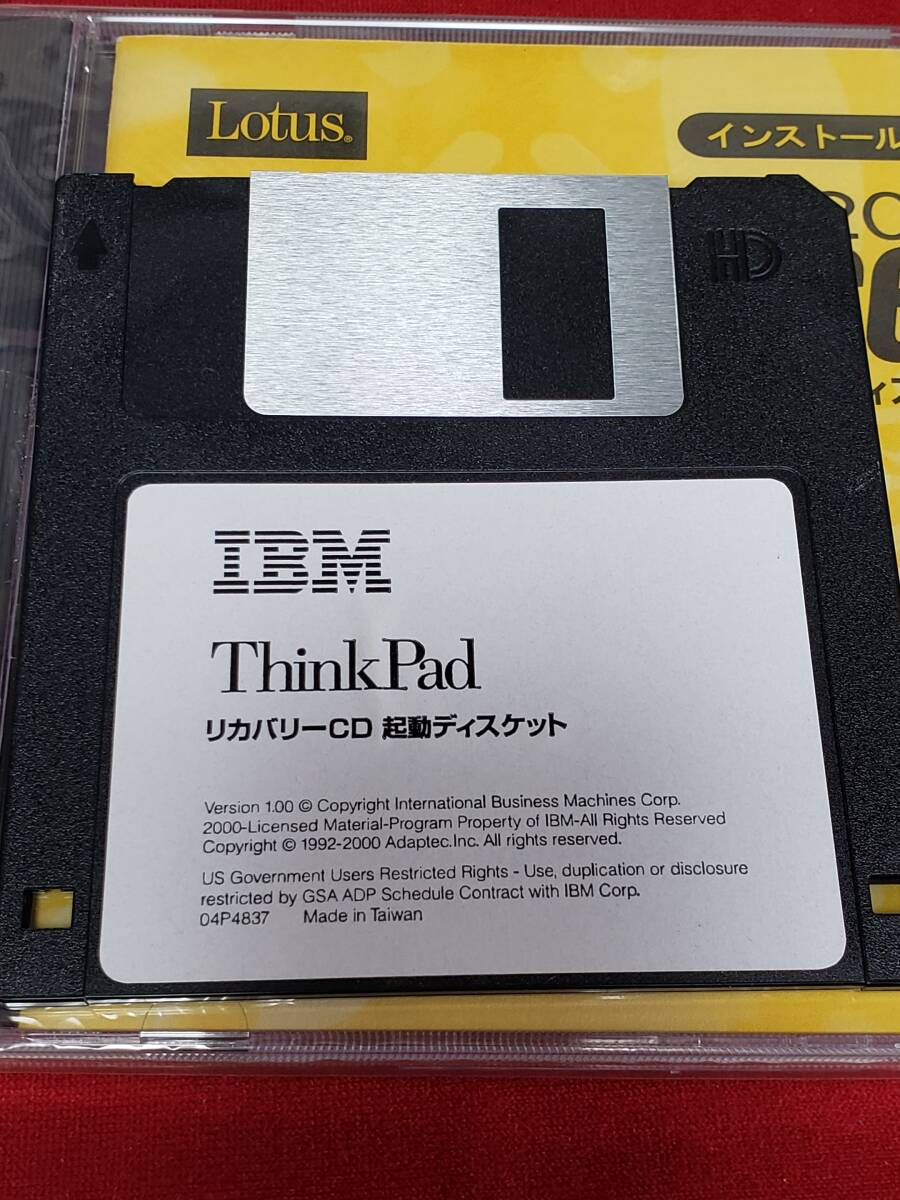 Lotus®
インストール
HD
IBM
ThinkPad
リカバリーCD 起動ディスケット
Version 1.00 © Copyright International Business Machines Corp.
2000-Licensed Material-Program Property of IBM-All Rights Reserved
Copyright © 1992-2000 Adaptec.Inc. All rights reserved.
US Government Users Restricted Rights - Use, duplication or disclosure
restricted by GSA ADP Schedule Contract with IBM Corp.
04P4837 Made in Taiwan